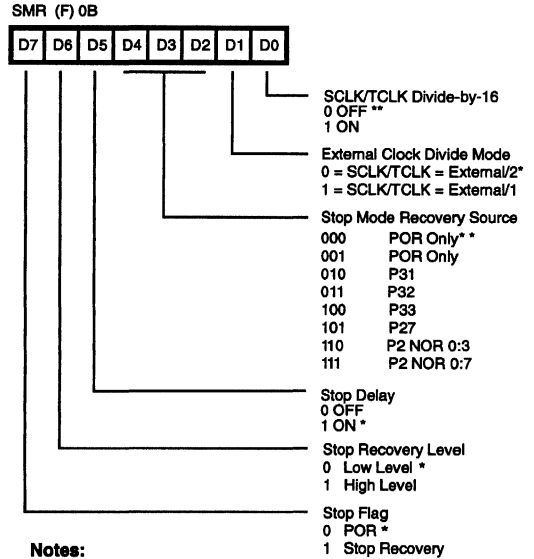 SMR (F) 0B
D7 D6 D5 D4 D3 D2 D1 D0
SCLK/TCLK Divide-by-16
0 OFF **
1 ON
External Clock Divide Mode
0 = SCLK/TCLK = External/2*
1 = SCLK/TCLK = External/1
Stop Mode Recovery Source
000 POR Only* *
001 POR Only
010 P31
011 P32
100 P33
101 P27
110 P2 NOR 0:3
111 P2 NOR 0:7
Stop Delay
0 OFF
1 ON *
Stop Recovery Level
0 Low Level *
1 High Level
Stop Flag
0 POR *
1 Stop Recovery
Notes: